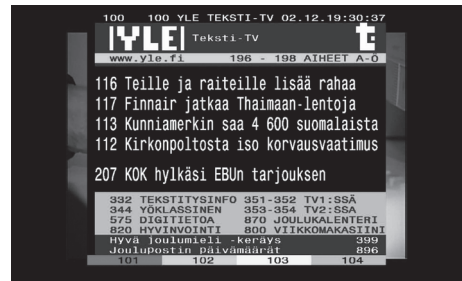 100 100 YLE TEKSTI-TV 02.12.19:30:37
YLE Teksti-TV t:
www.yle.fi 196 - 198 AIHEET A-Ö
116 Teille ja raiteille lisää rahaa
117 Finnair jatkaa Thaimaan-lentoja
113 Kunniamerkin saa 4 600 suomalaista
112 Kirkonpoltosta iso korvausvaatimus
207 KOK hylkäsi EBUn tarjouksen
332 TEKSTITYSINFO 351-352 TV1:SSÄ
344 YÖKLASSINEN 353-354 TV2:SSA
575 DIGITIETOA 870 JOULUKALENTERI
820 HYVINVOINTI 800 VIIKKOMAKASIINI
Hyvä joulumieli -keräys 399
Joulupostin päivämäärät 896
101 102 103 104